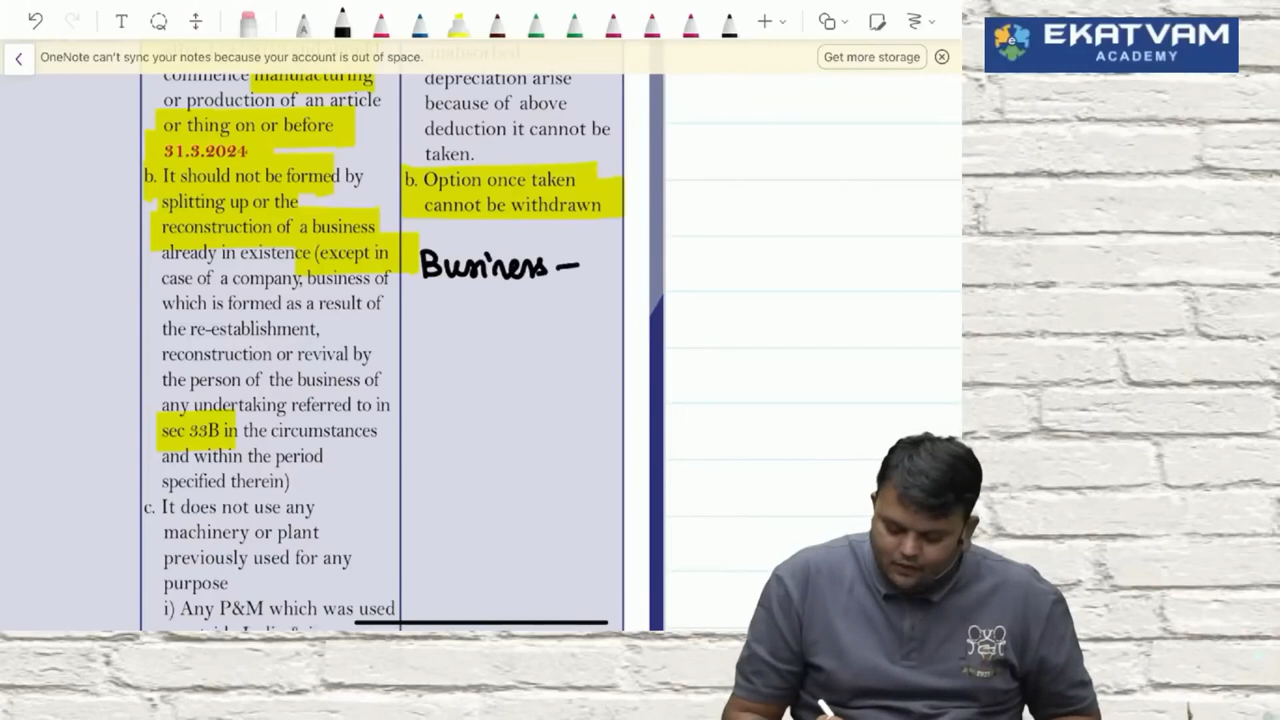 OneNote can't sync your notes because your account is out of space.
Get more storage
EKATVAM
ACADEMY
commence manufacturing
or production of an article
or thing on or before
31.3.2024
b. It should not be formed by
splitting up or the
reconstruction of a business
already in existence (except in
case of a company, business of
which is formed as a result of
the re-establishment,
reconstruction or revival by
the person of the business of
any undertaking referred to in
sec 33B in the circumstances
and within the period
specified therein)
c. It does not use any
machinery or plant
previously used for any
purpose
i) Any P&M which was used
depreciation arise
because of above
deduction it cannot be
taken.
b. Option once taken
cannot be withdrawn
Business –